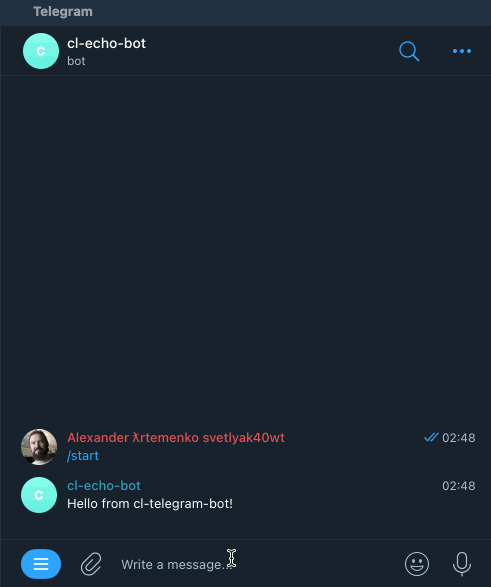 Telegram
C
cl-echo-bot
bot
Alexander λrtemenko svetlyak40wt 02:48
/start
C
cl-echo-bot 02:48
Hello from cl-telegram-bot!
Write a message...